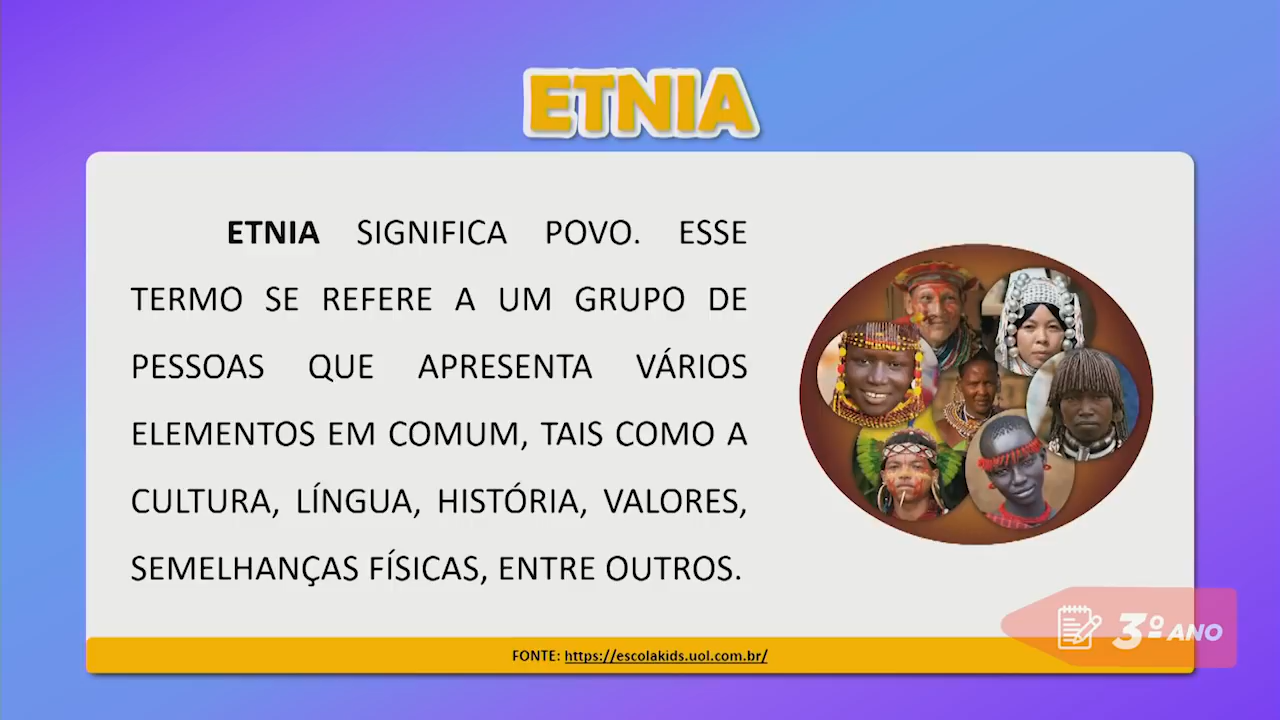 ETNIA
ETNIA SIGNIFICA POVO. ESSE
TERMO SE REFERE A UM GRUPO DE
PESSOAS QUE APRESENTA VÁRIOS
ELEMENTOS EM COMUM, TAIS COMO A
CULTURA, LÍNGUA, HISTÓRIA, VALORES,
SEMELHANÇAS FÍSICAS, ENTRE OUTROS.
3º ANO
FONTE: https://escolakids.uol.com.br/